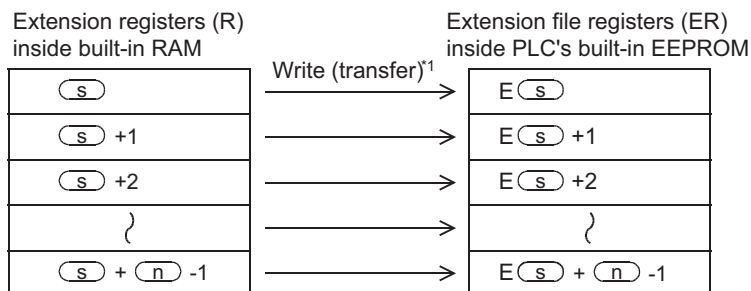 Extension registers (R)
inside built-in RAM
Extension file registers (ER)
inside PLC's built-in EEPROM
Write (transfer)*1
s
E s
s +1
E s +1
s +2
E s +2
s + n -1
E s + n -1